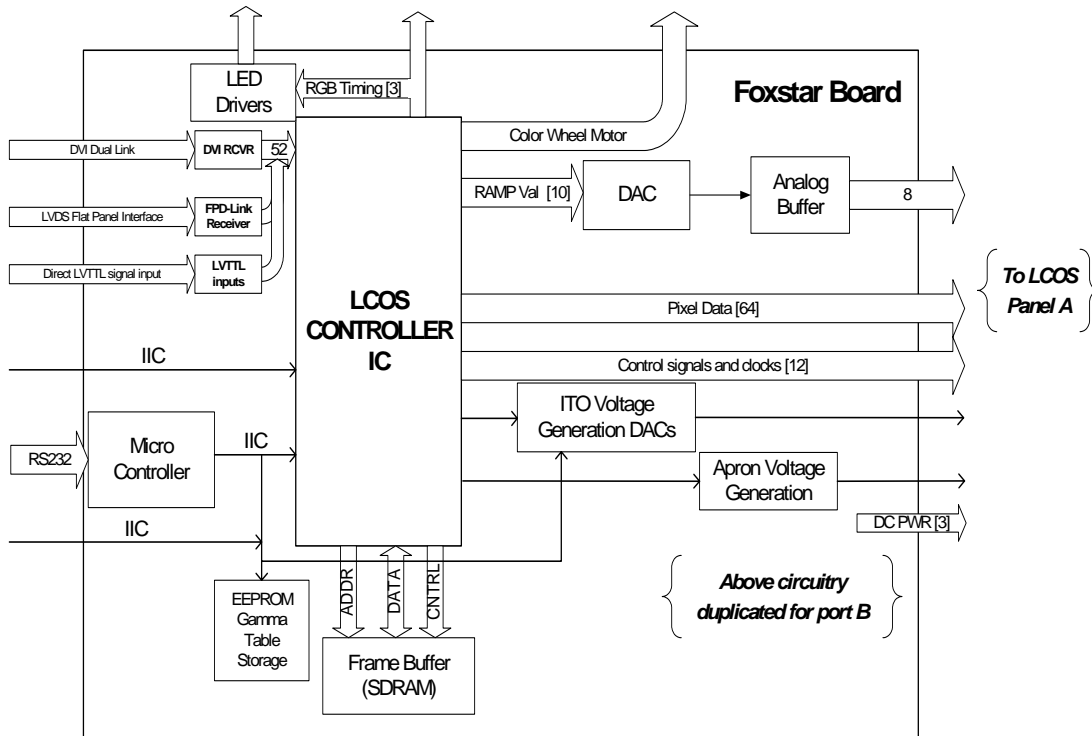 LED
Drivers
RGB Timing [3]
Foxstar Board
Color Wheel Motor
DVI Dual Link
DVI RCVR
52
RAMP Val [10]
DAC
Analog
Buffer
8
LVDS Flat Panel Interface
FPD-Link
Receiver
Direct LVTTL signal input
LVTTL
inputs
LCOS
CONTROLLER
IC
To LCOS
Panel A
Pixel Data [64]
IIC
Control signals and clocks [12]
ITO Voltage
Generation DACs
RS232
Micro
Controller
IIC
Apron Voltage
Generation
IIC
DC PWR [3]
ADDR
DATA
CNTRL
EEPROM
Gamma
Table
Storage
Above circuitry
duplicated for port B
Frame Buffer
(SDRAM)